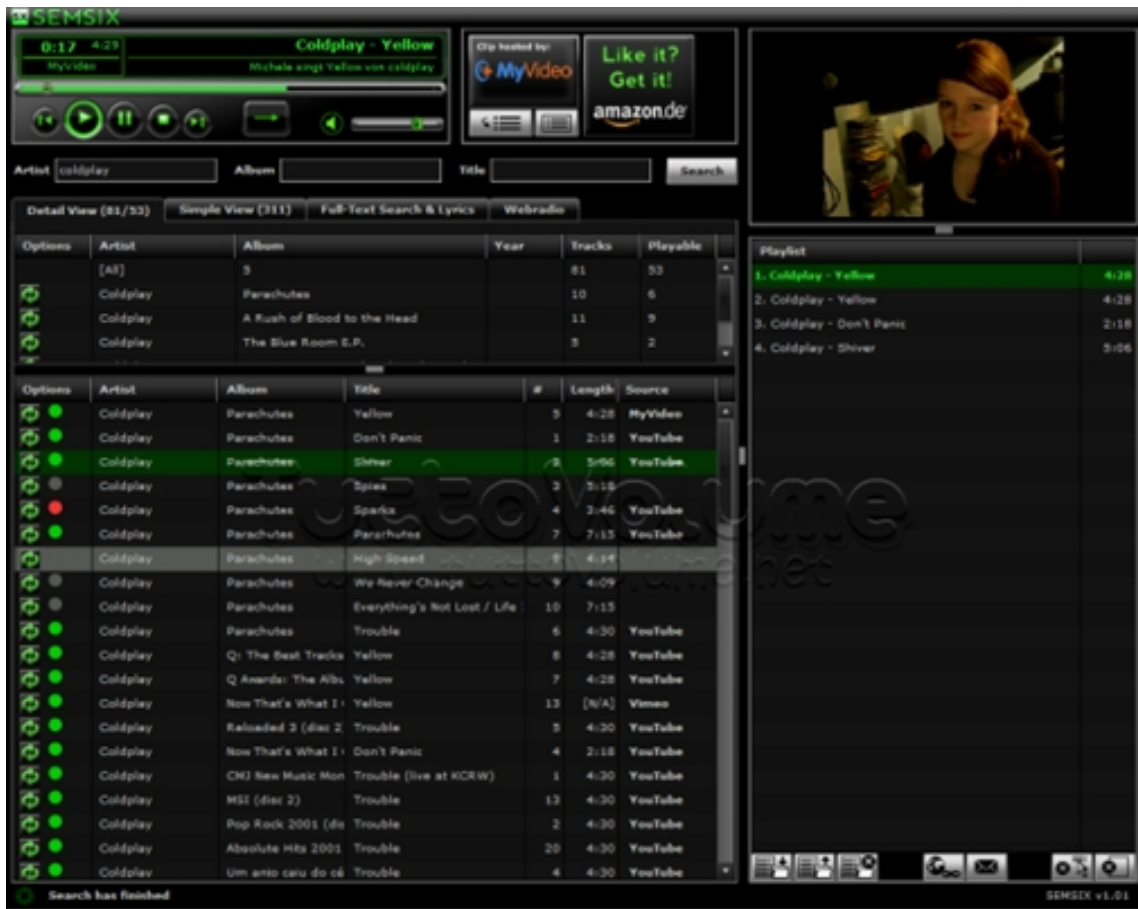 SEMSIX
0:17 4:29 Coldplay - Yellow
MyVideo Michele singt Yellow von coldplay
Clip hosted by:
MyVideo
Like it?
Get it!
amazon.de
Artist coldplay Album Title Search
Detail View (81/53) Simple View (311) Full-Text Search & Lyrics Webradio
Options Artist Album Year Tracks Playable
[All] 81 53
Coldplay Parachutes 10 6
Coldplay A Rush of Blood to the Head 11 9
Coldplay The Blue Room E.P. 5 2
Options Artist Album Title # Length Source
Coldplay Parachutes Yellow 5 4:28 MyVideo
Coldplay Parachutes Don't Panic 1 2:18 YouTube
Coldplay Parachutes Shiver 2 5:06 YouTube
Coldplay Parachutes Spies 3 5:18
Coldplay Parachutes Sparks 4 3:46 YouTube
Coldplay Parachutes Parachutes 7 7:15 YouTube
Coldplay Parachutes High Speed 8 4:14
Coldplay Parachutes We Never Change 9 4:09
Coldplay Parachutes Everything's Not Lost / Life 10 7:15
Coldplay Parachutes Trouble 6 4:30 YouTube
Coldplay Q: The Best Tracks Yellow 8 4:28 YouTube
Coldplay Q Awards: The Albu Yellow 7 4:28 YouTube
Coldplay Now That's What I Yellow 13 [N/A] Vimeo
Coldplay Reloaded 3 (disc 2) Trouble 5 4:30 YouTube
Coldplay Now That's What I Don't Panic 4 2:18 YouTube
Coldplay CMJ New Music Mon Trouble (live at KCRW) 1 4:30 YouTube
Coldplay MSI (disc 2) Trouble 13 4:30 YouTube
Coldplay Pop Rock 2001 (dis Trouble 2 4:30 YouTube
Coldplay Absolute Hits 2001 Trouble 20 4:30 YouTube
Coldplay Um anio caiu do cé Trouble 4 4:30 YouTube
Search has finished
Playlist
1. Coldplay - Yellow 4:28
2. Coldplay - Yellow 4:28
3. Coldplay - Don't Panic 2:18
4. Coldplay - Shiver 5:06
SEMSIX v1.01